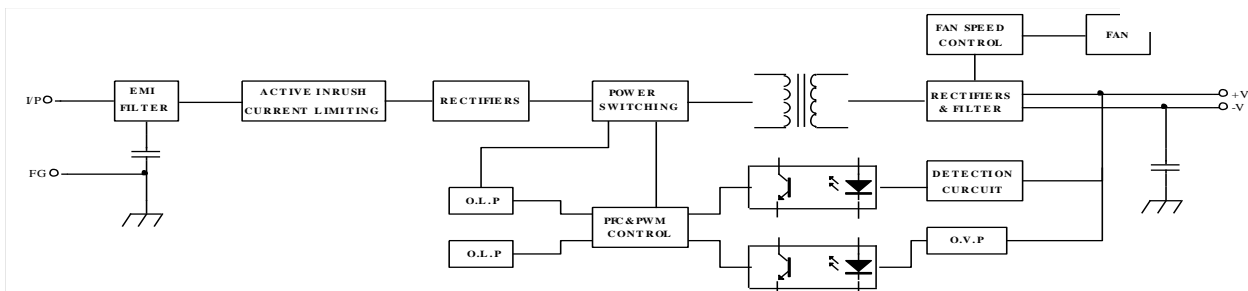 FAN SPEED
CONTROL
FAN
I/P
EMI
FILTER
ACTIVE INRUSH
CURRENT LIMITING
RECTIFIERS
POWER
SWITCHING
RECTIFIERS
& FILTER
+V
-V
FG
O.L.P
DETECTION
CURCUIT
PFC&PWM
CONTROL
O.L.P
O.V.P